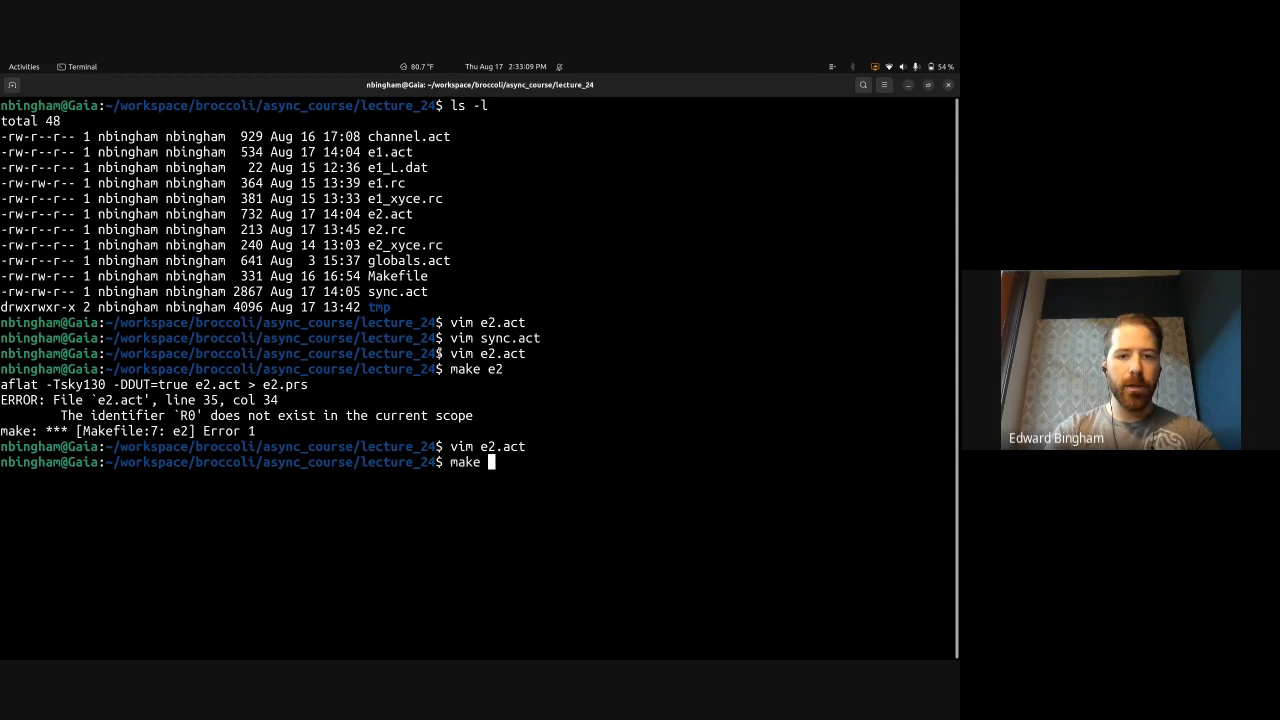 Activities Terminal 80.7 °F Thu Aug 17 2:33:09 PM 54 %
nbingham@Gaia: ~/workspace/broccoli/async_course/lecture_24
nbingham@Gaia:~/workspace/broccoli/async_course/lecture_24$ ls -l
total 48
-rw-r--r-- 1 nbingham nbingham  929 Aug 16 17:08 channel.act
-rw-r--r-- 1 nbingham nbingham  534 Aug 17 14:04 e1.act
-rw-r--r-- 1 nbingham nbingham   22 Aug 15 12:36 e1_L.dat
-rw-rw-r-- 1 nbingham nbingham  364 Aug 15 13:39 e1.rc
-rw-rw-r-- 1 nbingham nbingham  381 Aug 15 13:33 e1_xyce.rc
-rw-r--r-- 1 nbingham nbingham  732 Aug 17 14:04 e2.act
-rw-r--r-- 1 nbingham nbingham  213 Aug 17 13:45 e2.rc
-rw-r--r-- 1 nbingham nbingham  240 Aug 14 13:03 e2_xyce.rc
-rw-r--r-- 1 nbingham nbingham  641 Aug  3 15:37 globals.act
-rw-rw-r-- 1 nbingham nbingham  331 Aug 16 16:54 Makefile
-rw-rw-r-- 1 nbingham nbingham 2867 Aug 17 14:05 sync.act
drwxrwxr-x 2 nbingham nbingham 4096 Aug 17 13:42 tmp
nbingham@Gaia:~/workspace/broccoli/async_course/lecture_24$ vim e2.act
nbingham@Gaia:~/workspace/broccoli/async_course/lecture_24$ vim sync.act
nbingham@Gaia:~/workspace/broccoli/async_course/lecture_24$ vim e2.act
nbingham@Gaia:~/workspace/broccoli/async_course/lecture_24$ make e2
aflat -Tsky130 -DDUT=true e2.act > e2.prs
ERROR: File `e2.act', line 35, col 34
The identifier `R0' does not exist in the current scope
make: *** [Makefile:7: e2] Error 1
nbingham@Gaia:~/workspace/broccoli/async_course/lecture_24$ vim e2.act
nbingham@Gaia:~/workspace/broccoli/async_course/lecture_24$ make
Edward Bingham